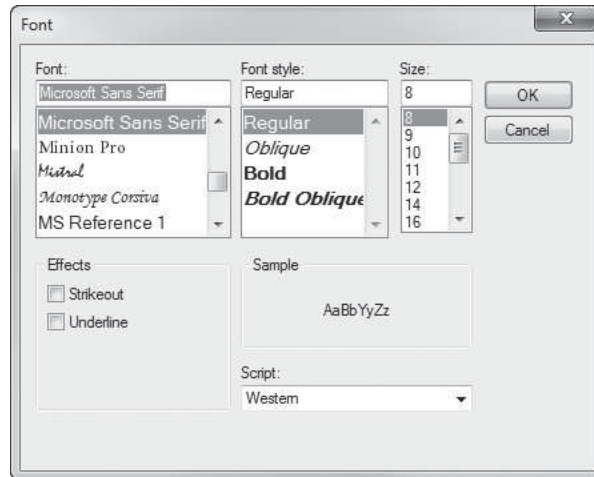 Font
Font:
Font style:
Size:
Microsoft Sans Serif
Regular
8
OK
Cancel
Microsoft Sans Serif
Minion Pro
Mistral
Monotype Corsiva
MS Reference 1
Regular
Oblique
Bold
Bold Oblique
8
9
10
11
12
14
16
Effects
Strikeout
Underline
Sample
AaBbYyZz
Script:
Western